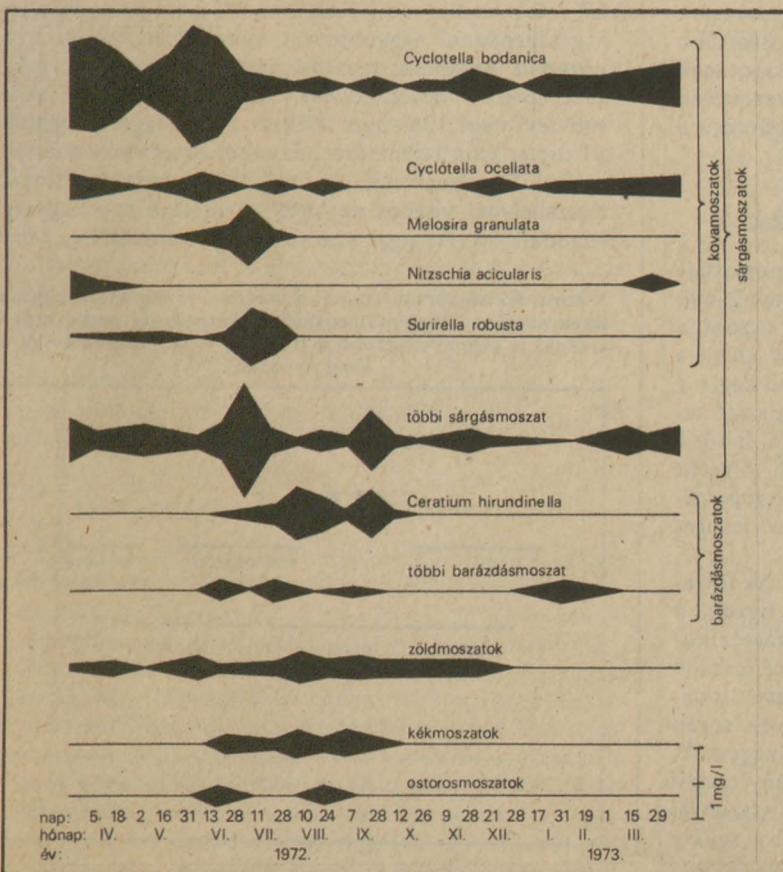 Cyclotella bodanica
Cyclotella ocellata
Melosira granulata
Nitzschia acicularis
Surirella robusta
kovamoszatok
sárgásmoszatok
többi sárgásmoszat
Ceratium hirundinella
többi barázdásmoszat
barázdásmoszatok
zöldmoszatok
kékmoszatok
ostorosmoszatok
1mg/l
nap: 5 18 2 16 31 13 28 11 28 10 24 7 28 12 26 9 28 21 28 17 31 19 1 15 29
hónap: IV. V. VI. VII. VIII. IX. X. XI. XII. I. II. III.
év: 1972. 1973.